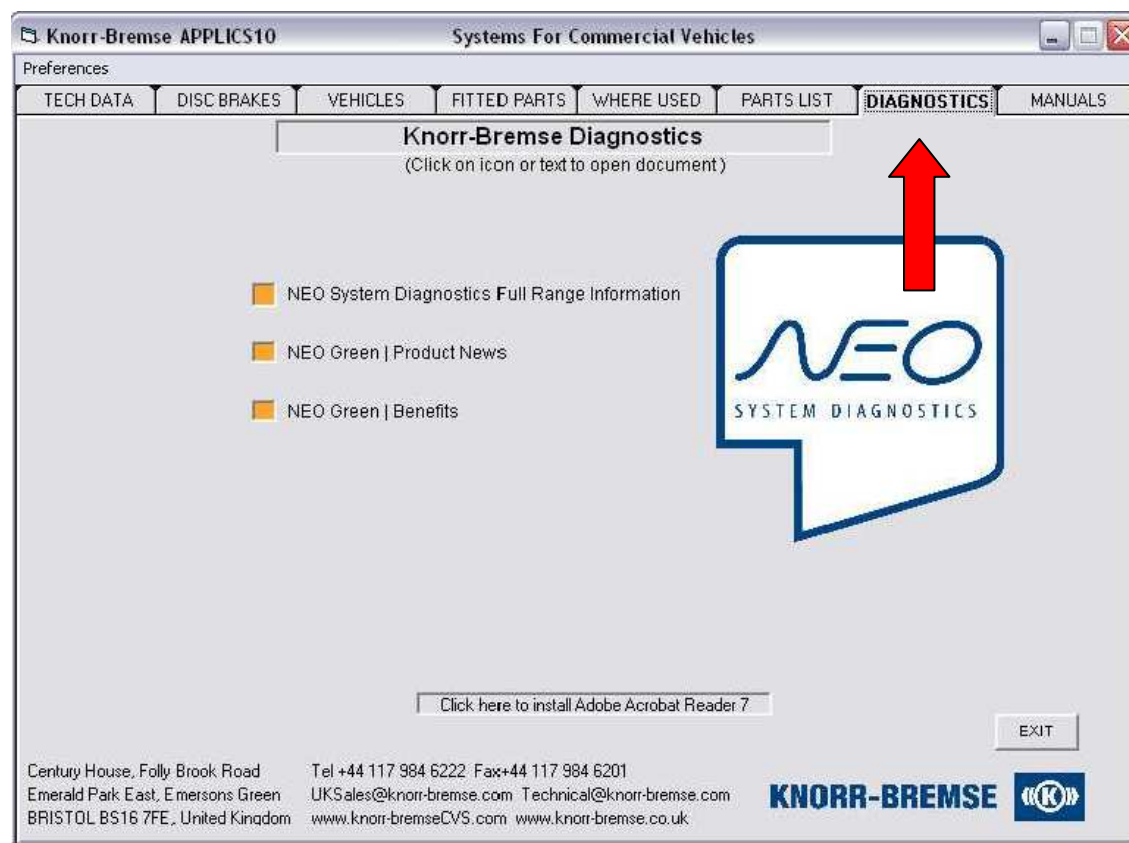 Knorr-Bremse APPLICS10 Systems For Commercial Vehicles
Preferences
TECH DATA DISC BRAKES VEHICLES FITTED PARTS WHERE USED PARTS LIST DIAGNOSTICS MANUALS
Knorr-Bremse Diagnostics
(Click on icon or text to open document)
NEO System Diagnostics Full Range Information
NEO Green | Product News
NEO Green | Benefits
NEO
SYSTEM DIAGNOSTICS
Click here to install Adobe Acrobat Reader 7
EXIT
Century House, Folly Brook Road Tel +44 117 984 6222 Fax+44 117 984 6201
Emerald Park East, Emersons Green UKSales@knorr-bremse.com Technical@knorr-bremse.com
BRISTOL BS16 7FE, United Kingdom www.knorr-bremseCVS.com www.knorr-bremse.co.uk
KNORR-BREMSE ((K))